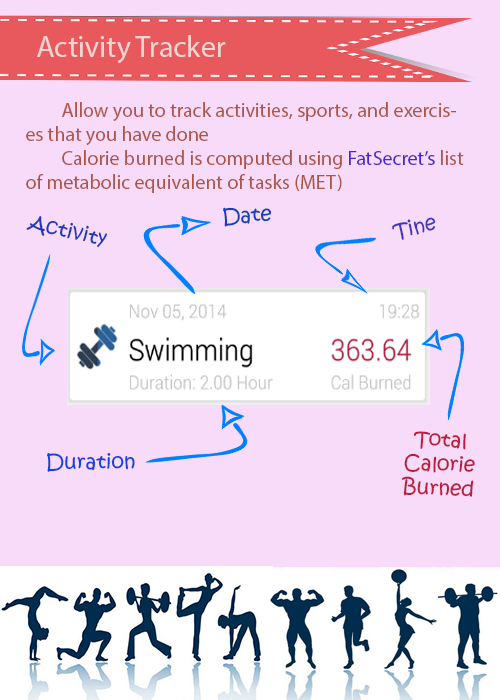 Activity Tracker
Allow you to track activities, sports, and exercis-
es that you have done
Calorie burned is computed using FatSecret's list
of metabolic equivalent of tasks (MET)
Activity
Date
Tine
Nov 05, 2014
19:28
Swimming
363.64
Duration: 2.00 Hour
Cal Burned
Duration
Total
Calorie
Burned